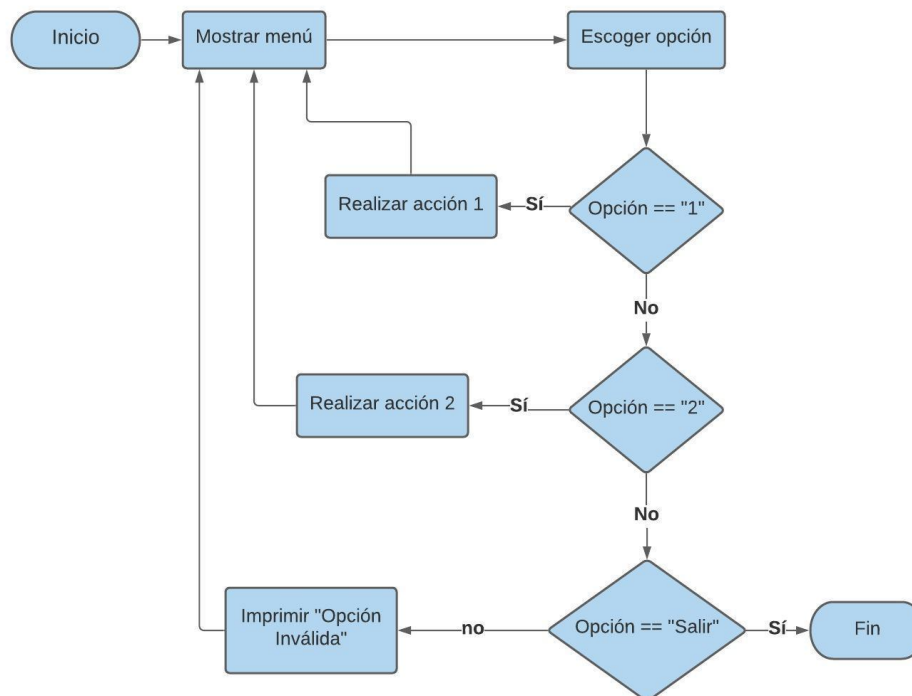 Inicio
Mostrar menú
Escoger opción
Realizar acción 1
Sí
Opción == "1"
No
Realizar acción 2
Sí
Opción == "2"
No
Imprimir "Opción
Inválida"
no
Opción == "Salir"
Sí
Fin